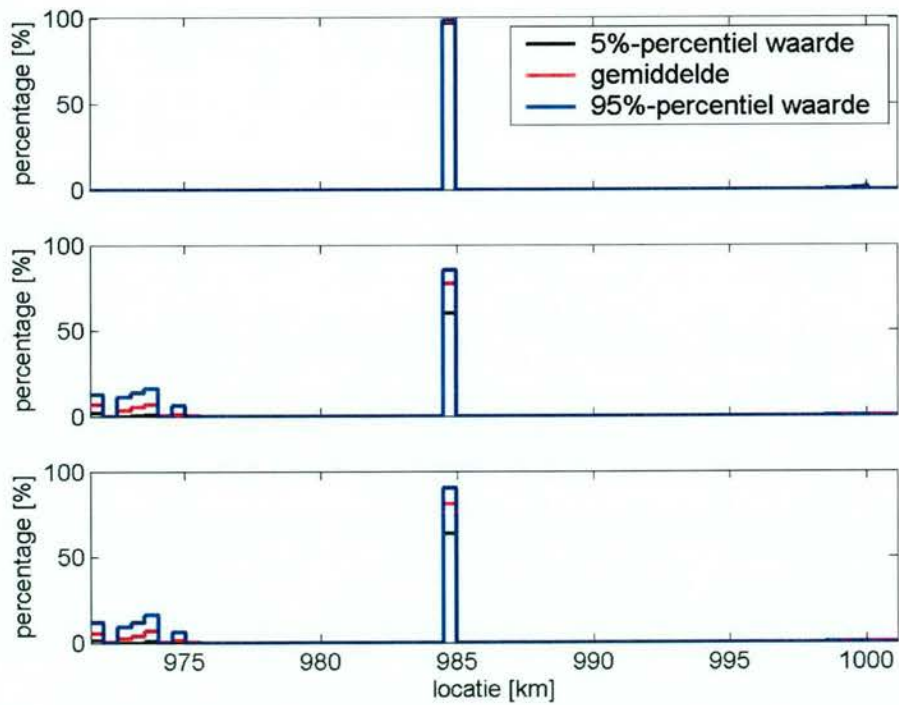 percentage [%]
100
50
0
5%-percentiel waarde
gemiddelde
95%-percentiel waarde
percentage [%]
100
50
0
percentage [%]
100
50
0
975
980
985
990
995
1000
locatie [km]